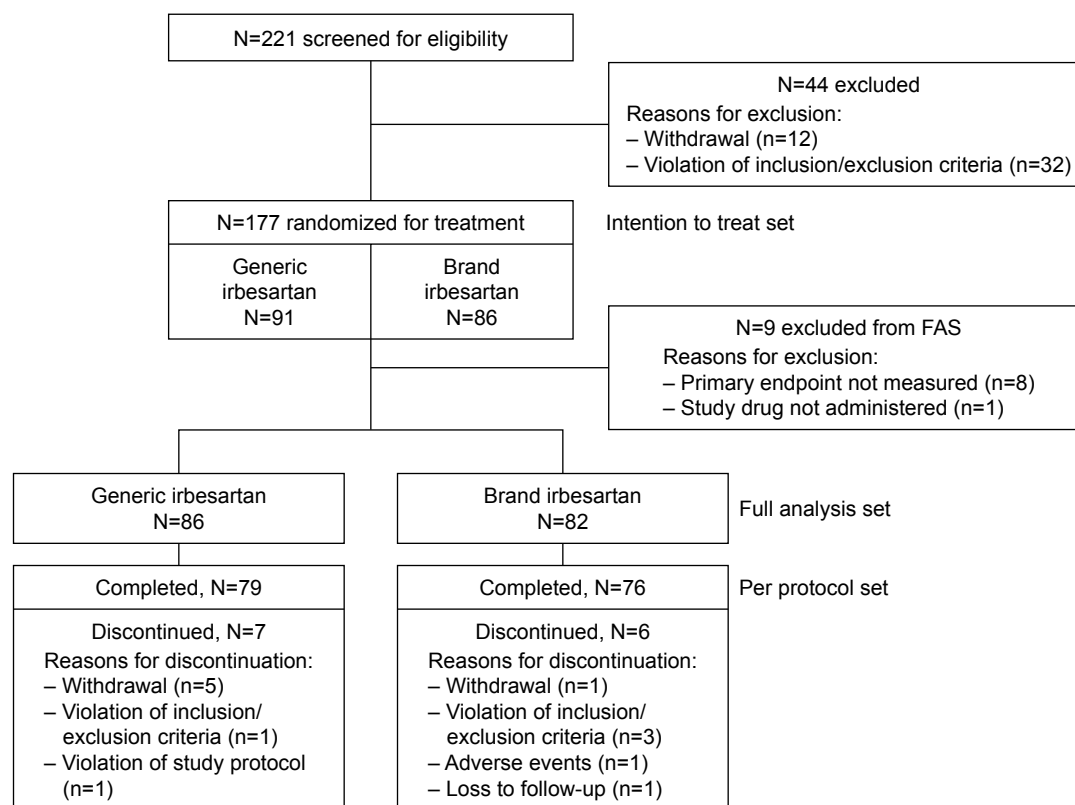 N=221 screened for eligibility
N=44 excluded
Reasons for exclusion:
– Withdrawal (n=12)
– Violation of inclusion/exclusion criteria (n=32)
N=177 randomized for treatment
Intention to treat set
Generic
irbesartan
N=91
Brand
irbesartan
N=86
N=9 excluded from FAS
Reasons for exclusion:
– Primary endpoint not measured (n=8)
– Study drug not administered (n=1)
Generic irbesartan
N=86
Brand irbesartan
N=82
Full analysis set
Completed, N=79
Discontinued, N=7
Reasons for discontinuation:
– Withdrawal (n=5)
– Violation of inclusion/
exclusion criteria (n=1)
– Violation of study protocol
(n=1)
Completed, N=76
Discontinued, N=6
Reasons for discontinuation:
– Withdrawal (n=1)
– Violation of inclusion/
exclusion criteria (n=3)
– Adverse events (n=1)
– Loss to follow-up (n=1)
Per protocol set